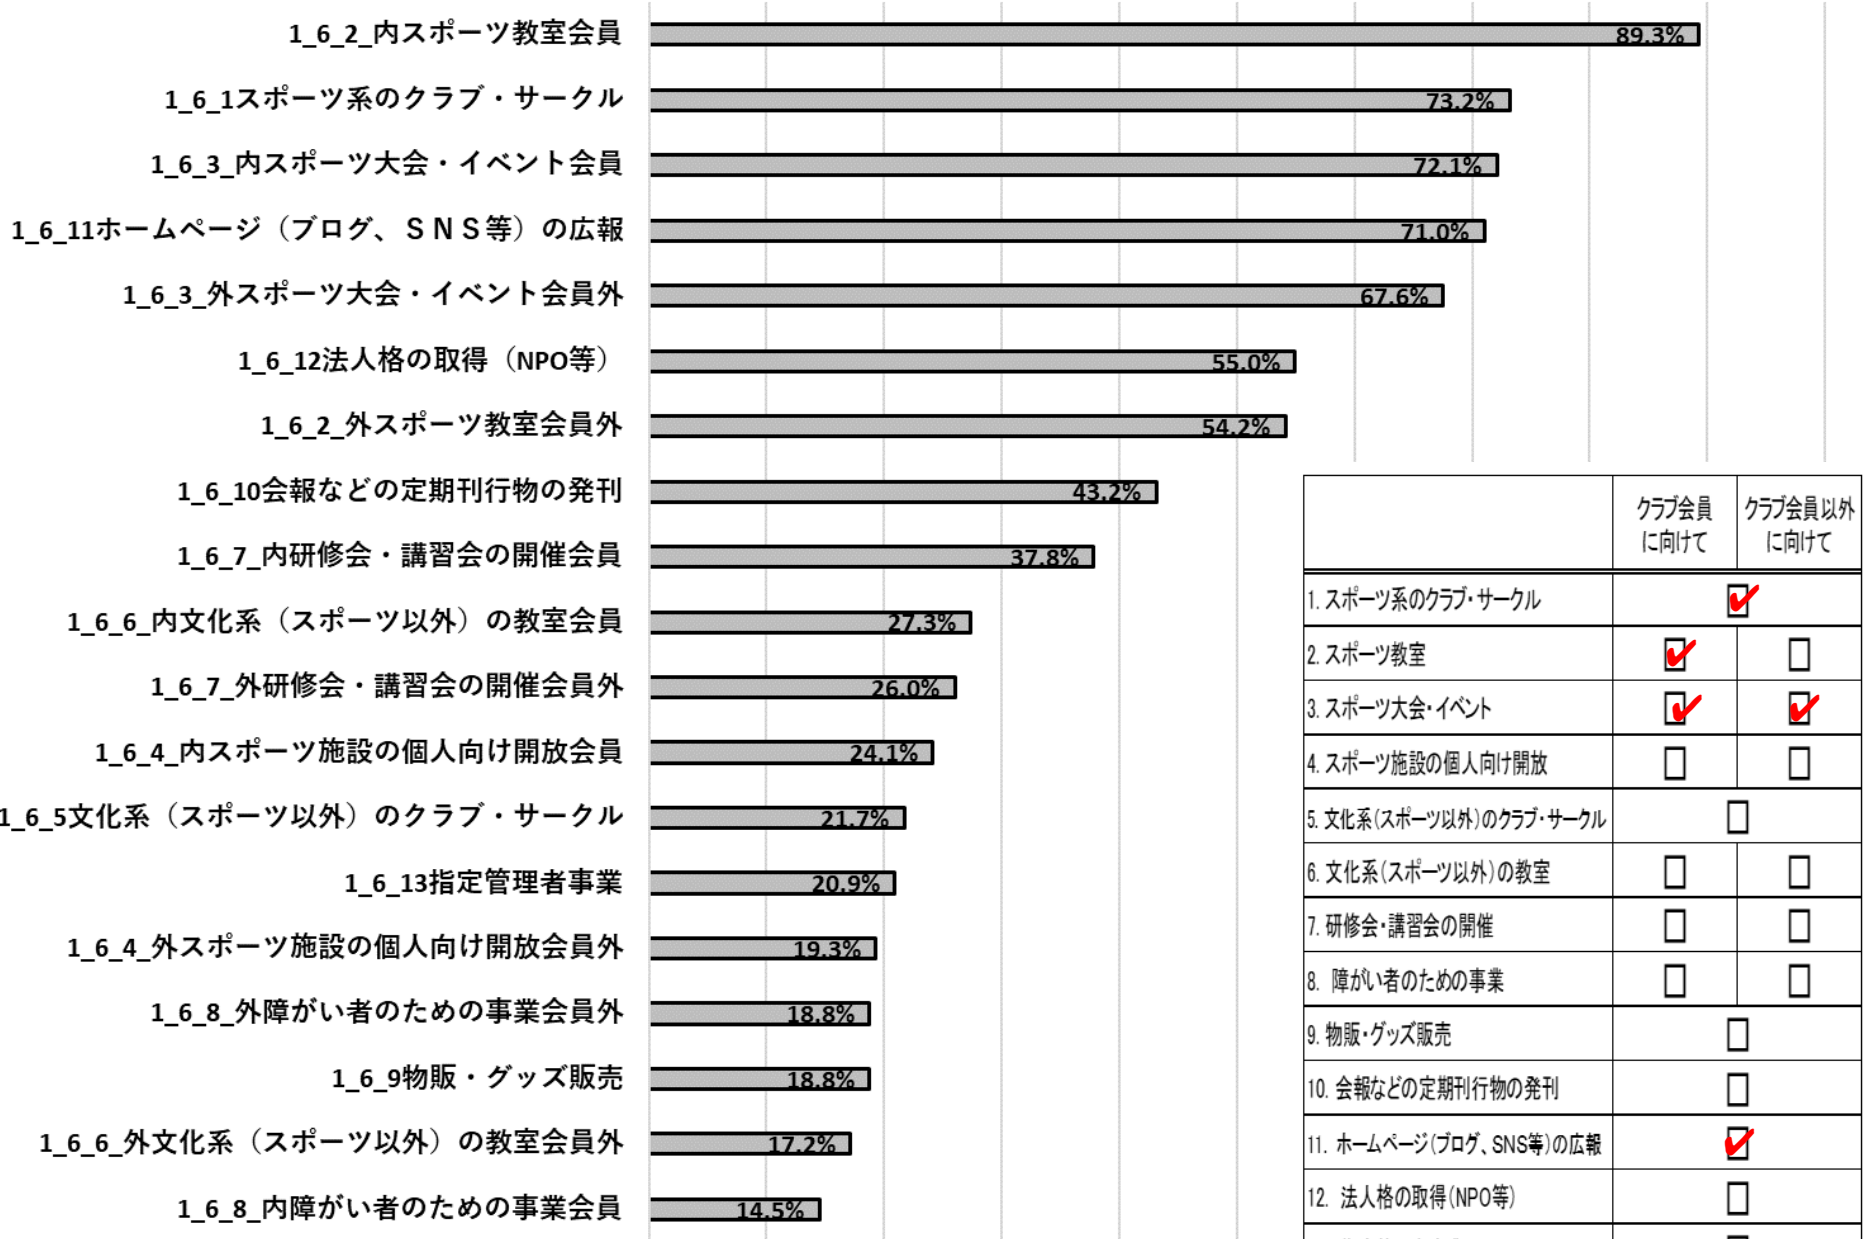 1_6_2_内スポーツ教室会員 89.3%
1_6_1スポーツ系のクラブ・サークル 73.2%
1_6_3_内スポーツ大会・イベント会員 72.1%
1_6_11ホームページ（ブログ、ＳＮＳ等）の広報 71.0%
1_6_3_外スポーツ大会・イベント会員外 67.6%
1_6_12法人格の取得（NPO等） 55.0%
1_6_2_外スポーツ教室会員外 54.2%
1_6_10会報などの定期刊行物の発刊 43.2%
1_6_7_内研修会・講習会の開催会員 37.8%
1_6_6_内文化系（スポーツ以外）の教室会員 27.3%
1_6_7_外研修会・講習会の開催会員外 26.0%
1_6_4_内スポーツ施設の個人向け開放会員 24.1%
1_6_5文化系（スポーツ以外）のクラブ・サークル 21.7%
1_6_13指定管理者事業 20.9%
1_6_4_外スポーツ施設の個人向け開放会員外 19.3%
1_6_8_外障がい者のための事業会員外 18.8%
1_6_9物販・グッズ販売 18.8%
1_6_6_外文化系（スポーツ以外）の教室会員外 17.2%
1_6_8_内障がい者のための事業会員 14.5%
クラブ会員 クラブ会員以外
に向けて に向けて
1. スポーツ系のクラブ・サークル
2. スポーツ教室
3. スポーツ大会・イベント
4. スポーツ施設の個人向け開放
5. 文化系(スポーツ以外)のクラブ・サークル
6. 文化系(スポーツ以外)の教室
7. 研修会・講習会の開催
8. 障がい者のための事業
9. 物販・グッズ販売
10. 会報などの定期刊行物の発刊
11. ホームページ(ブログ、SNS等)の広報
12. 法人格の取得(NPO等)